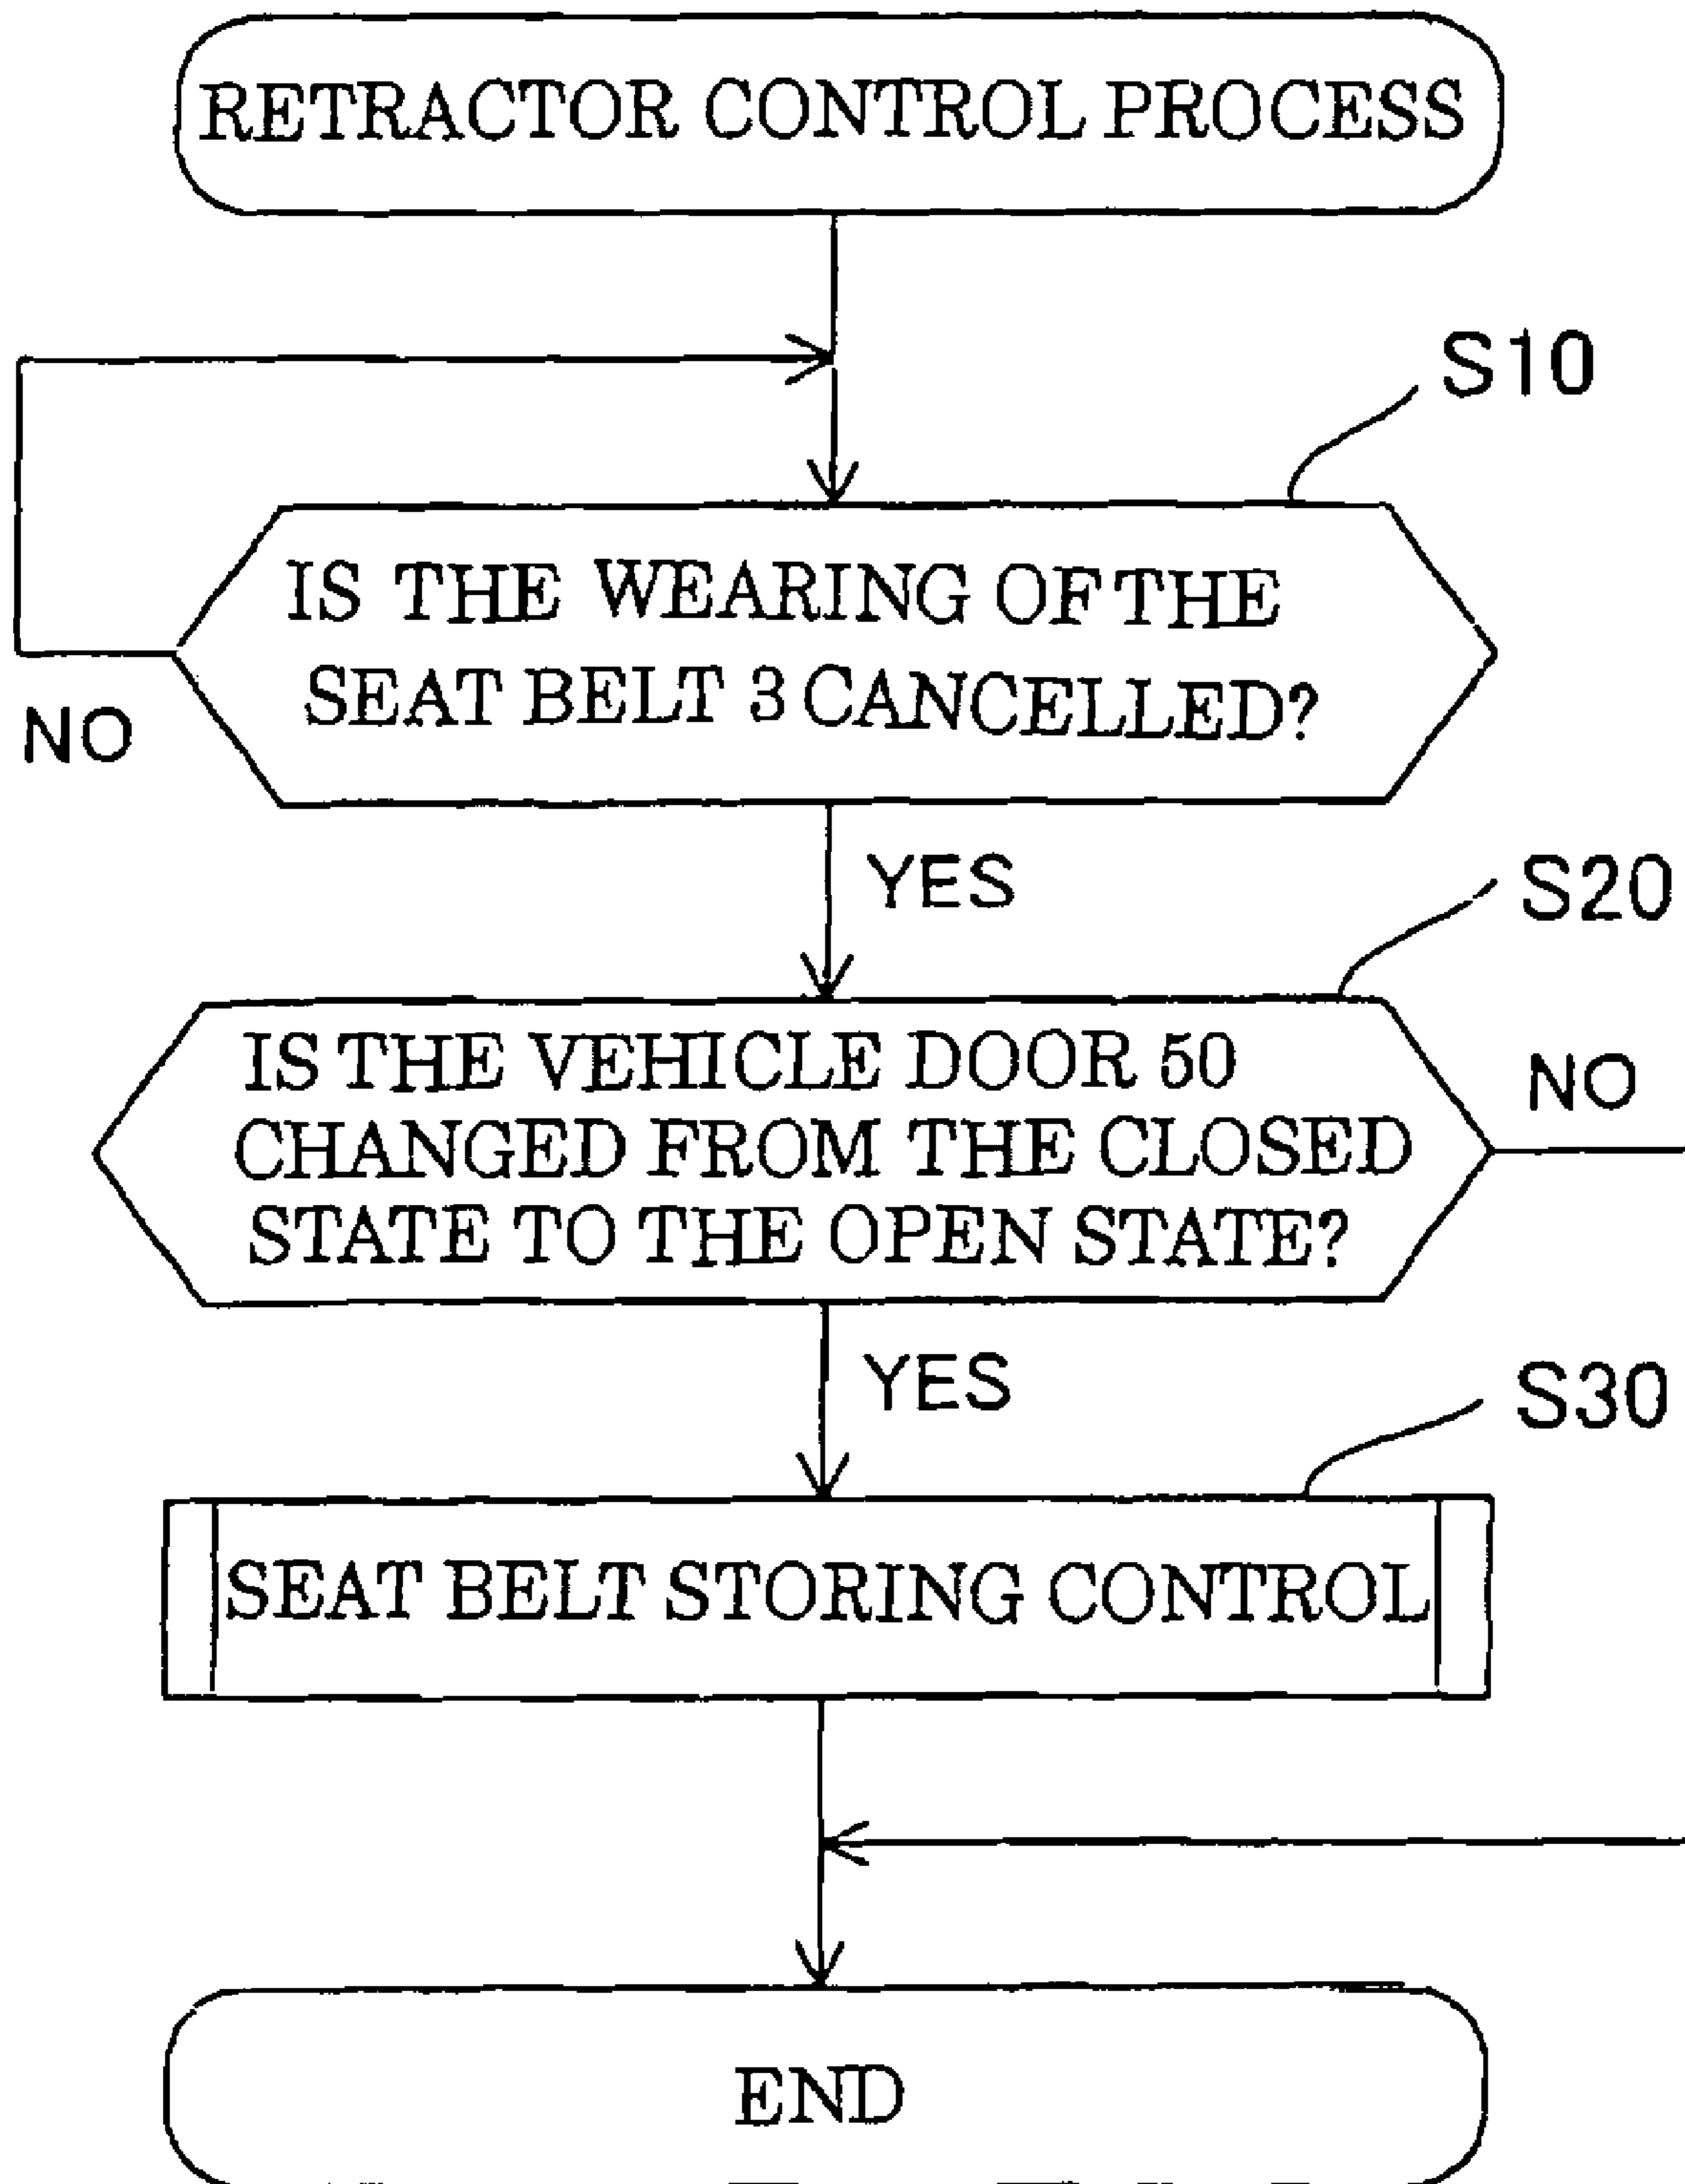 RETRACTOR CONTROL PROCESS
S10
IS THE WEARING OF THE
SEAT BELT 3 CANCELLED?
NO
YES
S20
IS THE VEHICLE DOOR 50
CHANGED FROM THE CLOSED
STATE TO THE OPEN STATE?
NO
YES
S30
SEAT BELT STORING CONTROL
END